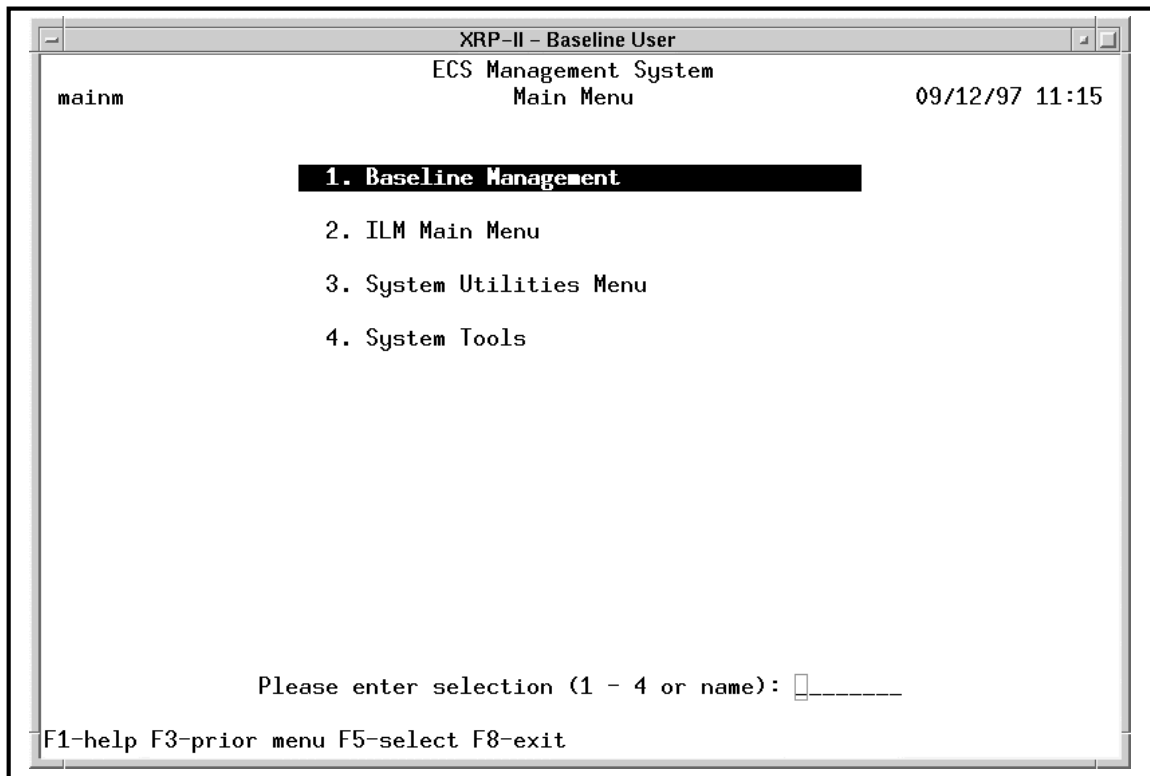 XRP-II - Baseline User
ECS Management System
mainm Main Menu 09/12/97 11:15
1. Baseline Management
2. ILM Main Menu
3. System Utilities Menu
4. System Tools
Please enter selection (1 - 4 or name): ________
F1-help F3-prior menu F5-select F8-exit